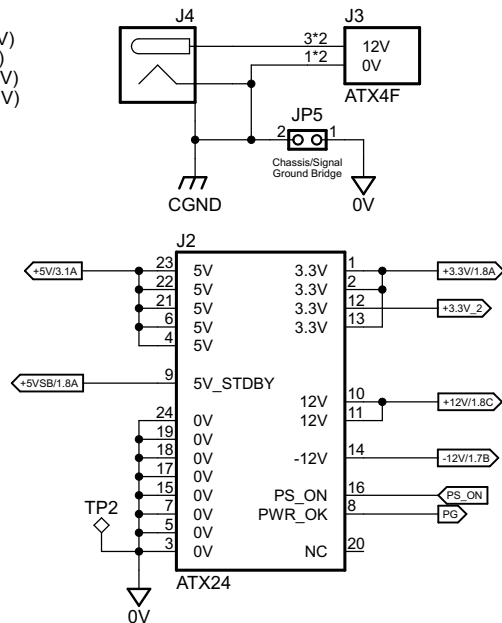 V)
)
V)
V)
J4
J3
3*2
12V
1*2
0V
ATX4F
JP5
2
1
Chassis/Signal
Ground Bridge
CGND
0V
J2
+5V/3.1A
23
5V
3.3V
1
+3.3V/1.8A
22
5V
3.3V
2
21
5V
3.3V
12
+3.3V_2
6
5V
3.3V
13
4
5V
+5VSB/1.8A
9
5V_STDBY
12V
10
+12V/1.8C
24
0V
12V
11
19
0V
18
0V
-12V
14
-12V/1.7B
17
0V
15
0V
PS_ON
16
PS_ON
TP2
7
0V
PWR_OK
8
PG
5
0V
3
0V
NC
20
ATX24
0V